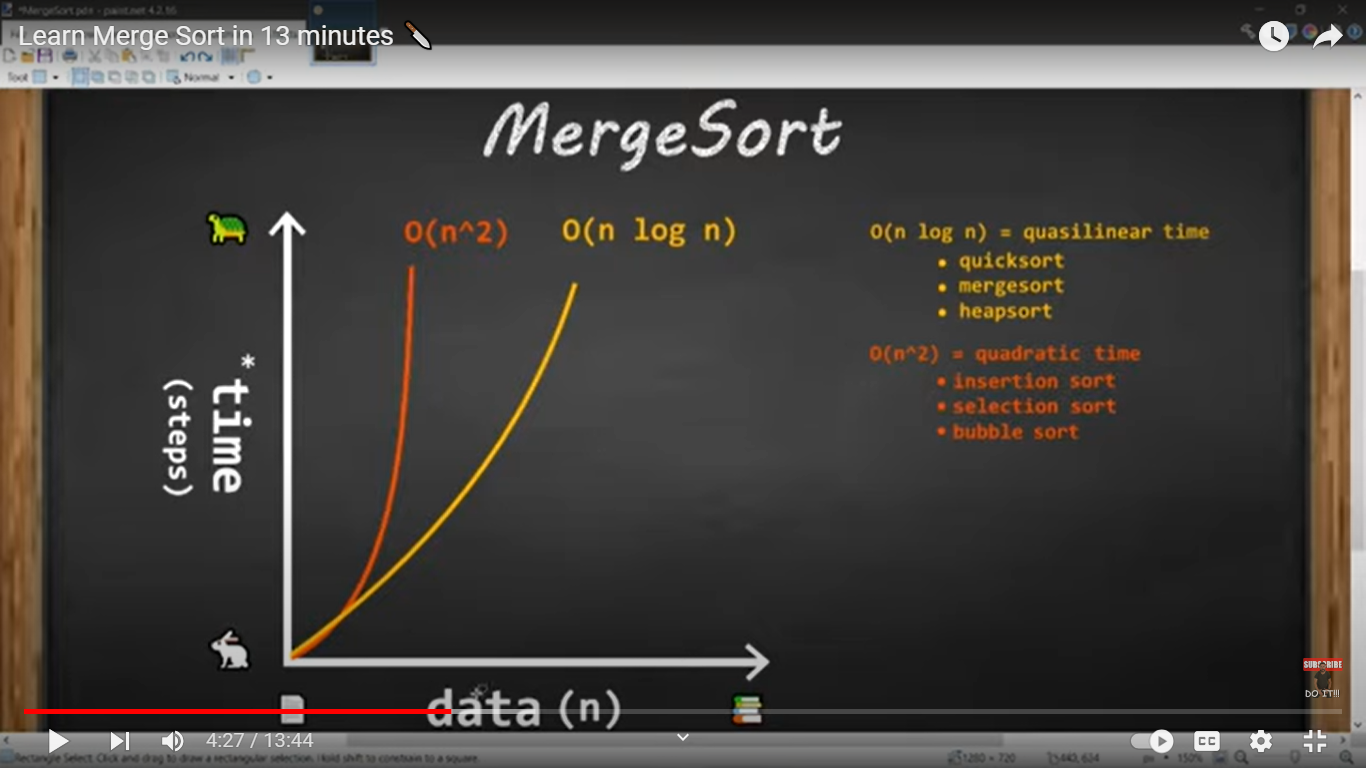 *MergeSort.pdn - paint.net 4.2.16
Learn Merge Sort in 13 minutes
Tool
Normal
MergeSort
O(n^2)
O(n log n)
* time
(steps)
data (n)
O(n log n) = quasilinear time
• quicksort
• mergesort
• heapsort
O(n^2) = quadratic time
• insertion sort
• selection sort
• bubble sort
SUBSCRIBE
DO IT!!!
4:27 / 13:44
CC
Rectangle Select. Click and drag to draw a rectangular selection. Hold shift to constrain to a square.
1280 × 720
440, 624
px
150%